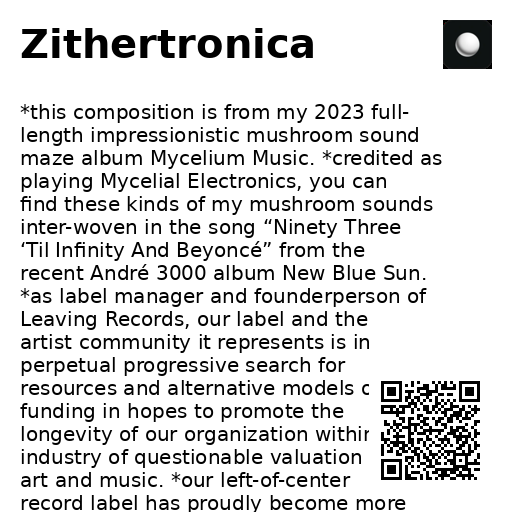 Zithertronica
*this composition is from my 2023 full-
length impressionistic mushroom sound
maze album Mycelium Music. *credited as
playing Mycelial Electronics, you can
find these kinds of my mushroom sounds
inter-woven in the song “Ninety Three
‘Til Infinity And Beyoncé” from the
recent André 3000 album New Blue Sun.
*as label manager and founderperson of
Leaving Records, our label and the
artist community it represents is in
perpetual progressive search for
resources and alternative models
funding in hopes to promote the
longevity of our organization within
industry of questionable valuation
art and music. *our left-of-center
record label has proudly become more